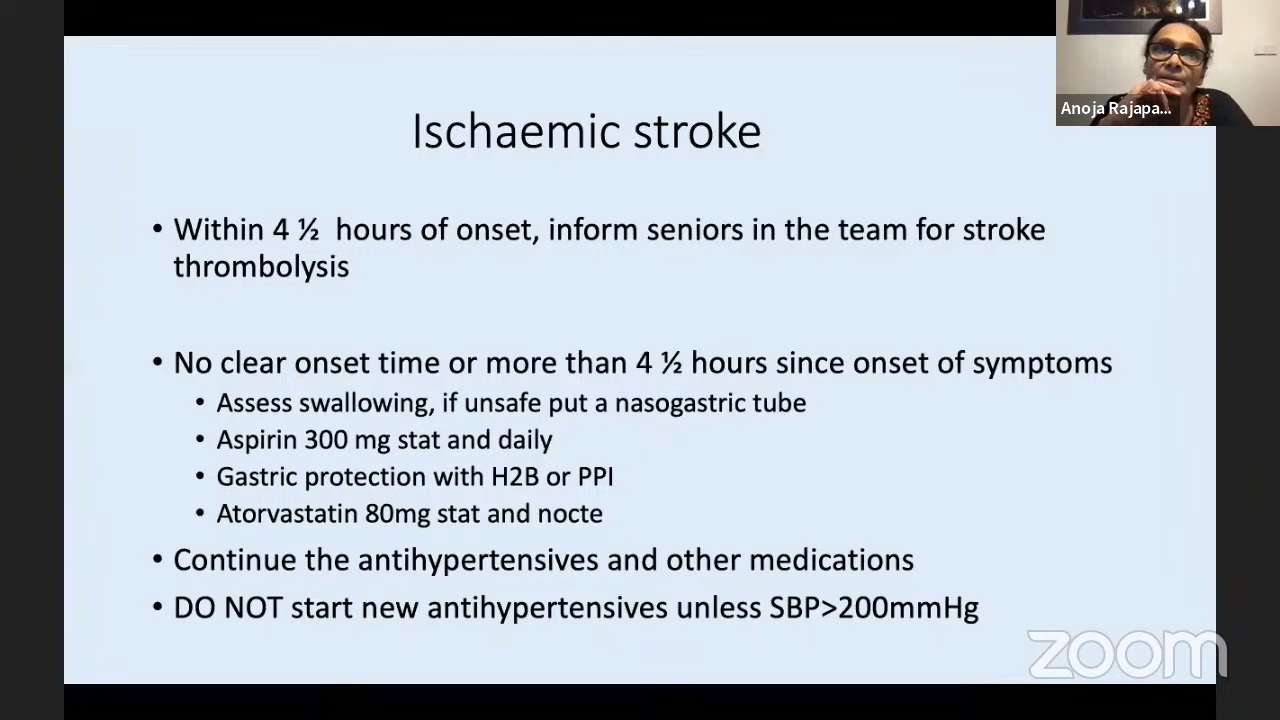 Anoja Rajapa...
Ischaemic stroke
• Within 4 ½ hours of onset, inform seniors in the team for stroke
thrombolysis
• No clear onset time or more than 4 ½ hours since onset of symptoms
• Assess swallowing, if unsafe put a nasogastric tube
• Aspirin 300 mg stat and daily
• Gastric protection with H2B or PPI
• Atorvastatin 80mg stat and nocte
• Continue the antihypertensives and other medications
• DO NOT start new antihypertensives unless SBP>200mmHg
zoom